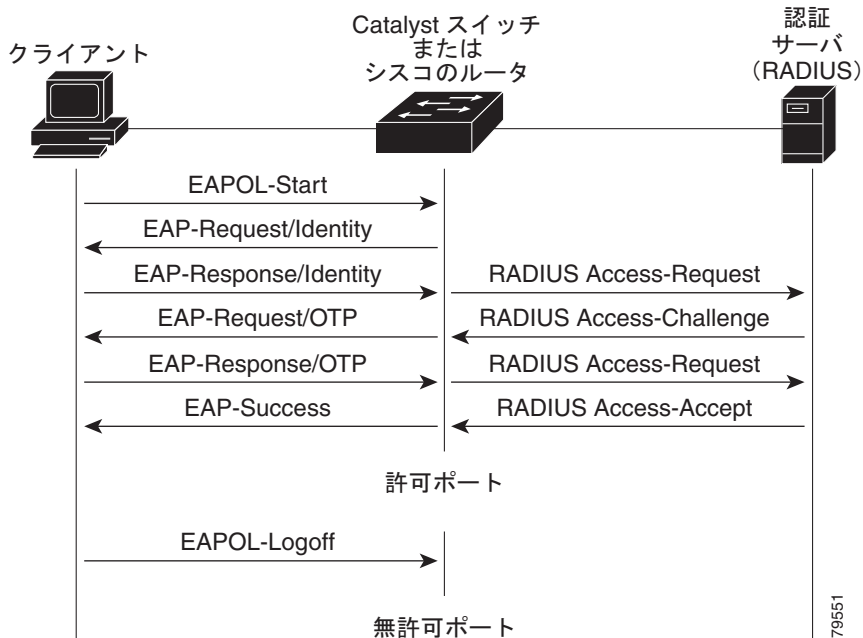 クライアント
Catalyst スイッチ
または
シスコのルータ
認証
サーバ
(RADIUS)
EAPOL-Start
EAP-Request/Identity
EAP-Response/Identity
RADIUS Access-Request
EAP-Request/OTP
RADIUS Access-Challenge
EAP-Response/OTP
RADIUS Access-Request
EAP-Success
RADIUS Access-Accept
許可ポート
EAPOL-Logoff
無許可ポート
79551